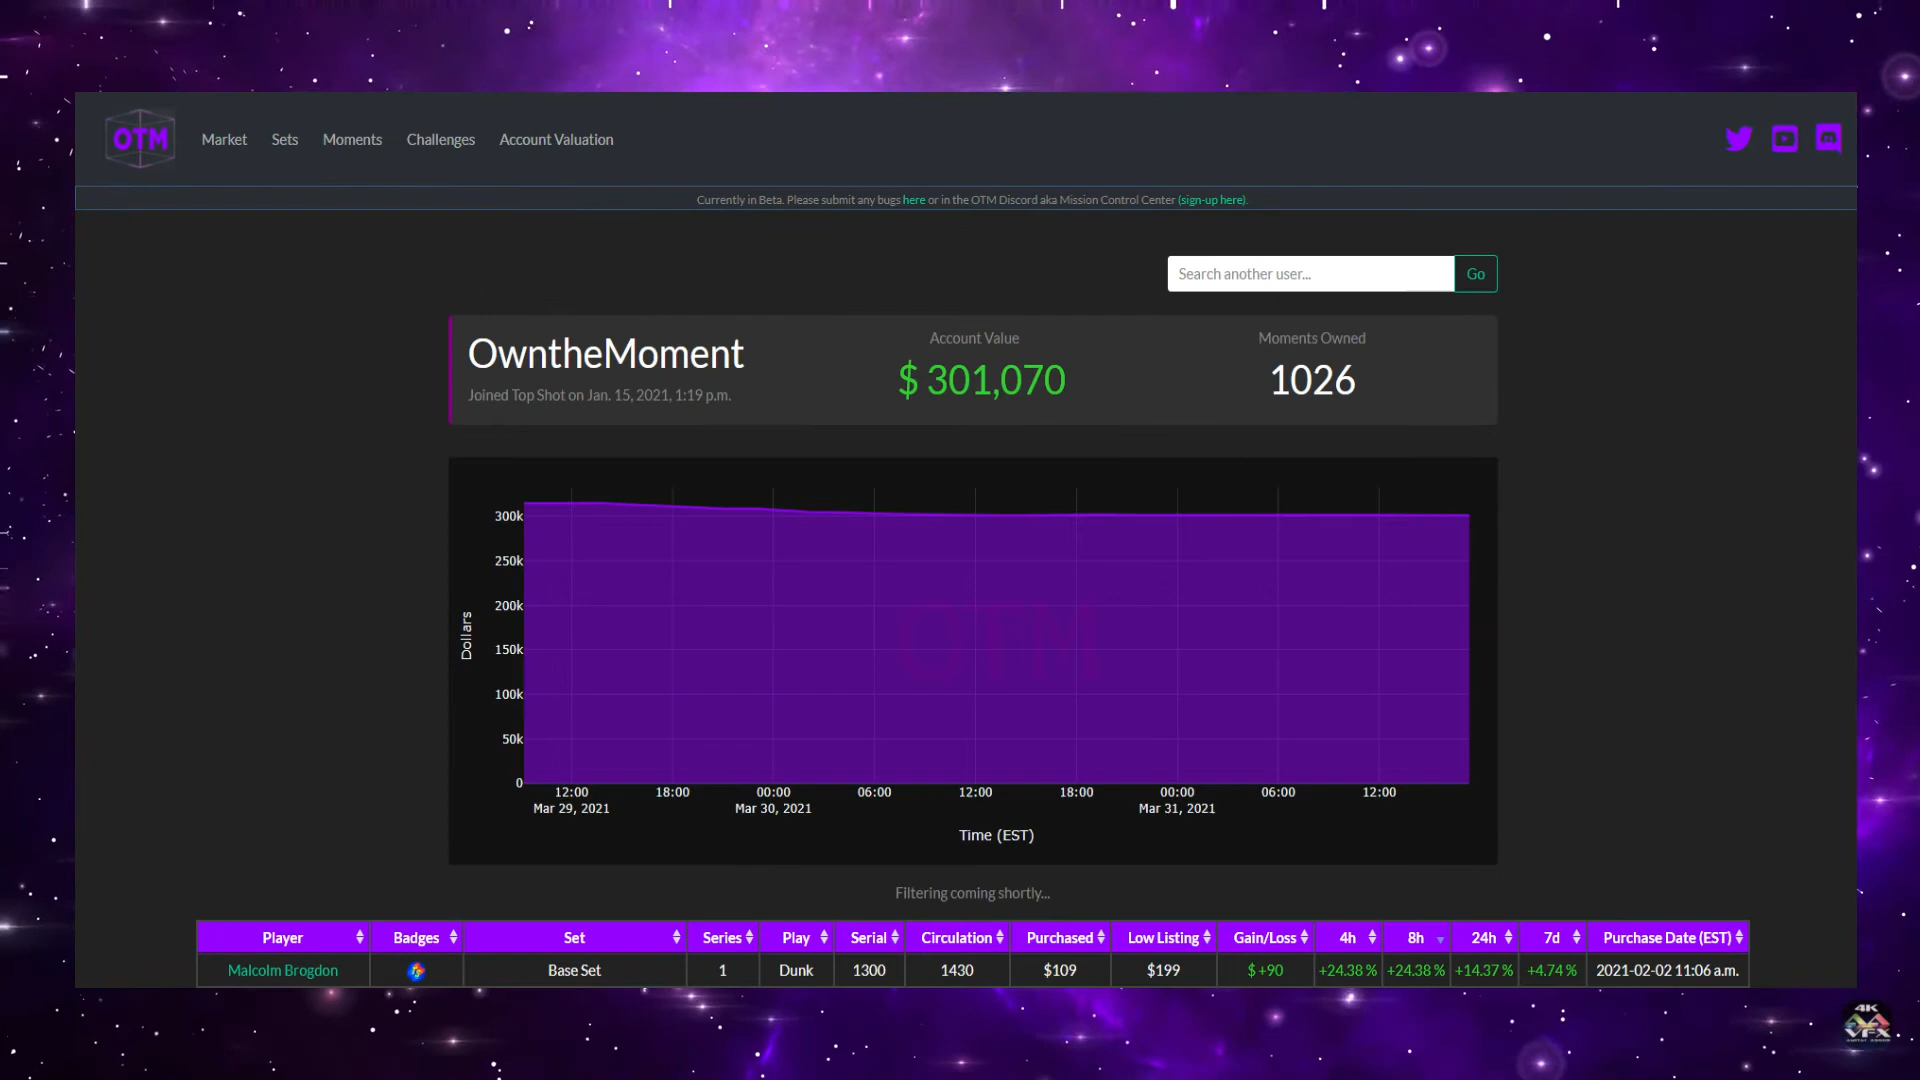 OTM Market Sets Moments Challenges Account Valuation
Currently in Beta. Please submit any bugs here or in the OTM Discord aka Mission Control Center (sign-up here).
Search another user... Go
OwntheMoment Account Value Moments Owned
Joined Top Shot on Jan. 15, 2021, 1:19 p.m. $ 301,070 1026
300k
250k
200k
150k
100k
50k
0
Dollars
OTM
12:00 18:00 00:00 06:00 12:00 18:00 00:00 06:00 12:00
Mar 29, 2021 Mar 30, 2021 Mar 31, 2021
Time (EST)
Filtering coming shortly...
Player Badges Set Series Play Serial Circulation Purchased Low Listing Gain/Loss 4h 8h 24h 7d Purchase Date (EST)
Malcolm Brogdon Base Set 1 Dunk 1300 1430 $109 $199 $ +90 +24.38 % +24.38 % +14.37 % +4.74 % 2021-02-02 11:06 a.m.
4K
VFX